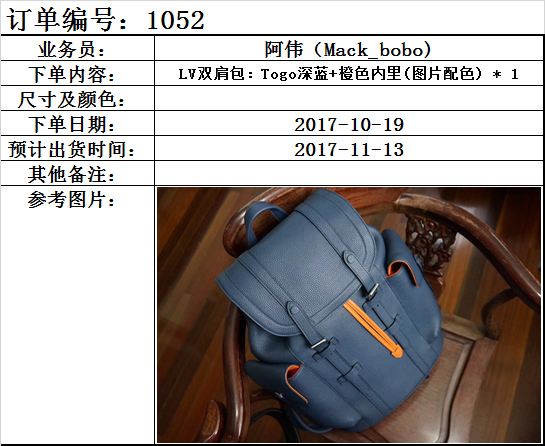 订单编号：1052
业务员： 阿伟（Mack_bobo)
下单内容： LV双肩包：Togo深蓝+橙色内里(图片配色) * 1
尺寸及颜色：
下单日期： 2017-10-19
预计出货时间： 2017-11-13
其他备注：
参考图片：